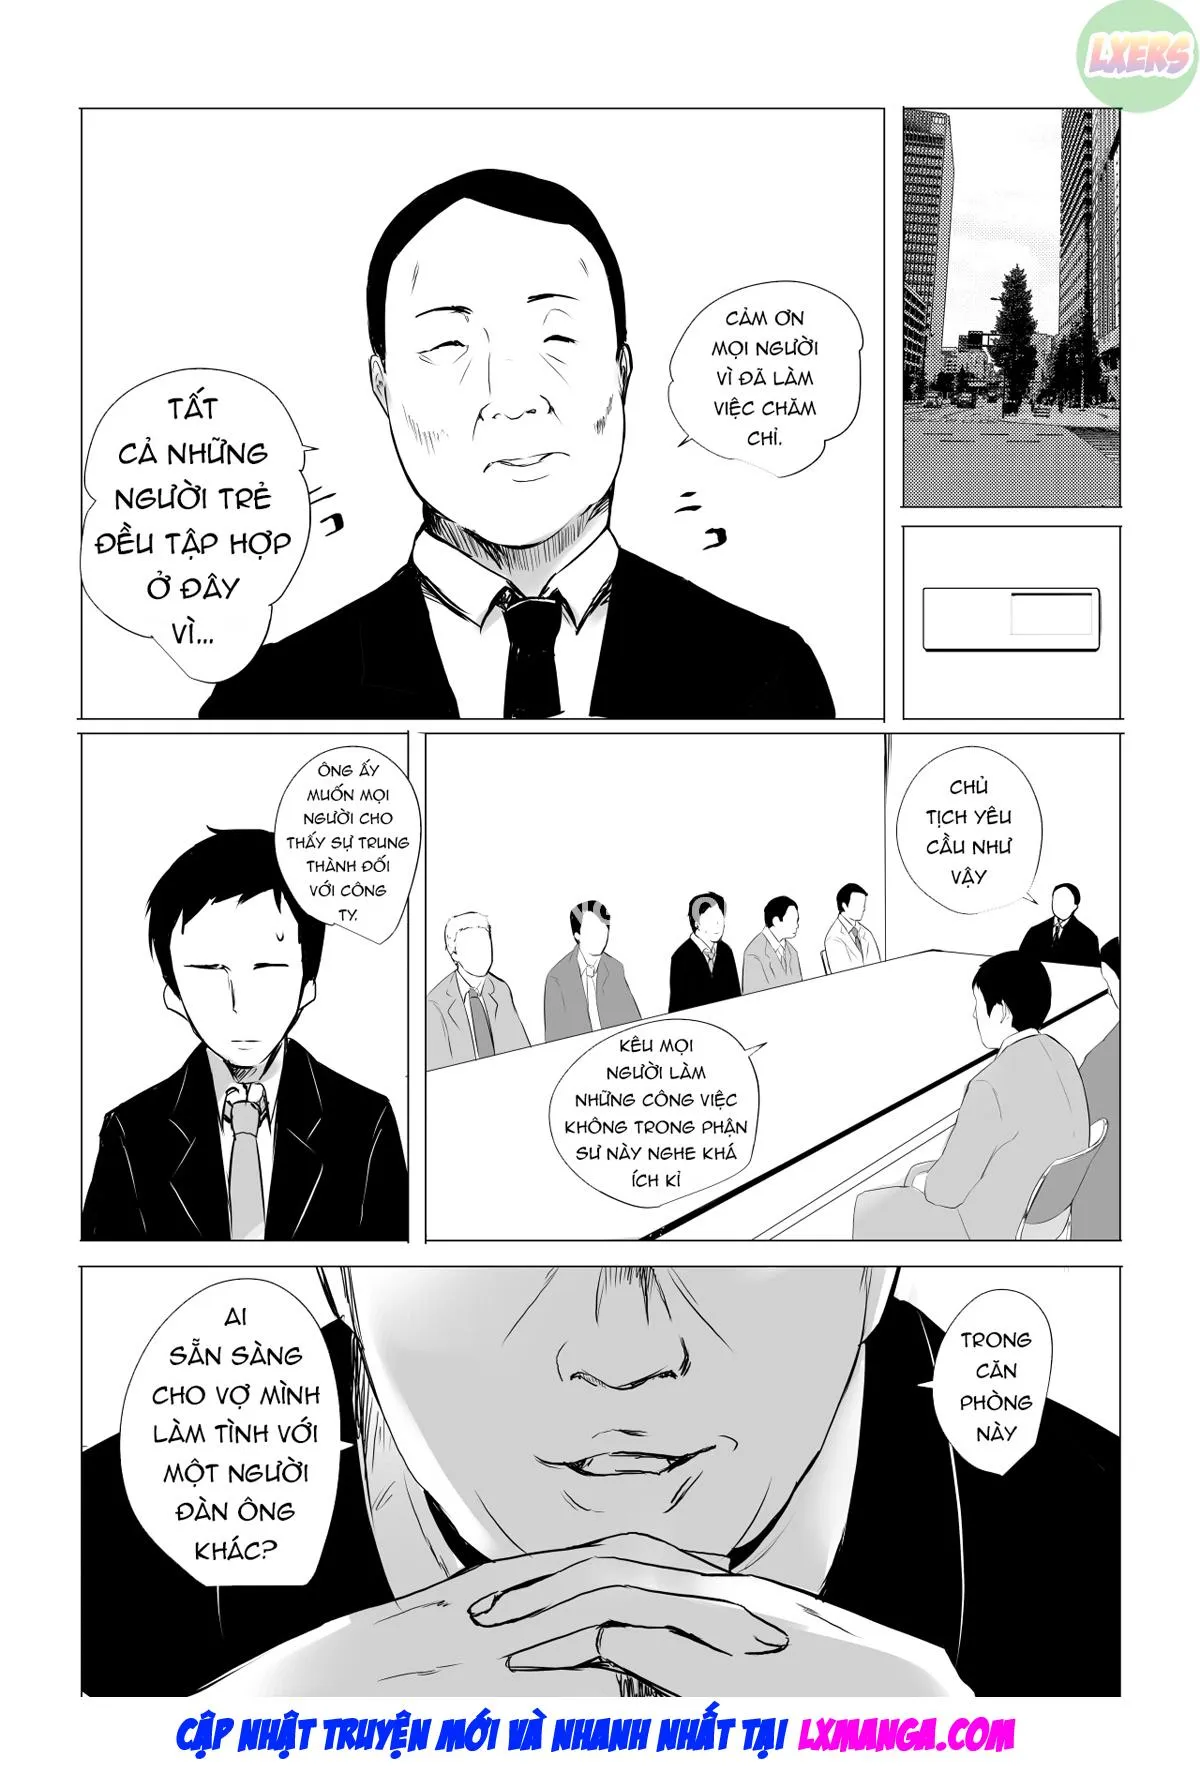 LXERS
CẢM ƠN
MỌI NGƯỜI
VÌ ĐÃ LÀM
VIỆC CHĂM
CHỈ.
TẤT
CẢ NHỮNG
NGƯỜI TRẺ
ĐỀU TẬP HỢP
Ở ĐÂY
VÌ...
CHỦ
TỊCH YÊU
CẦU NHƯ
VẬY
KÊU MỌI
NGƯỜI LÀM
NHỮNG CÔNG VIỆC
KHÔNG TRONG PHẬN
SƯ NÀY NGHE KHÁ
ÍCH KỈ
ÔNG ẤY
MUỐN MỌI
NGƯỜI CHO
THẤY SỰ TRUNG
THÀNH ĐỐI
VỚI CÔNG
TY.
TRONG
CĂN
PHÒNG
NÀY
AI
SẴN SÀNG
CHO VỢ MÌNH
LÀM TÌNH VỚI
MỘT NGƯỜI
ĐÀN ÔNG
KHÁC?
CẬP NHẬT TRUYỆN MỚI VÀ NHANH NHẤT TẠI LXMANGA.COM